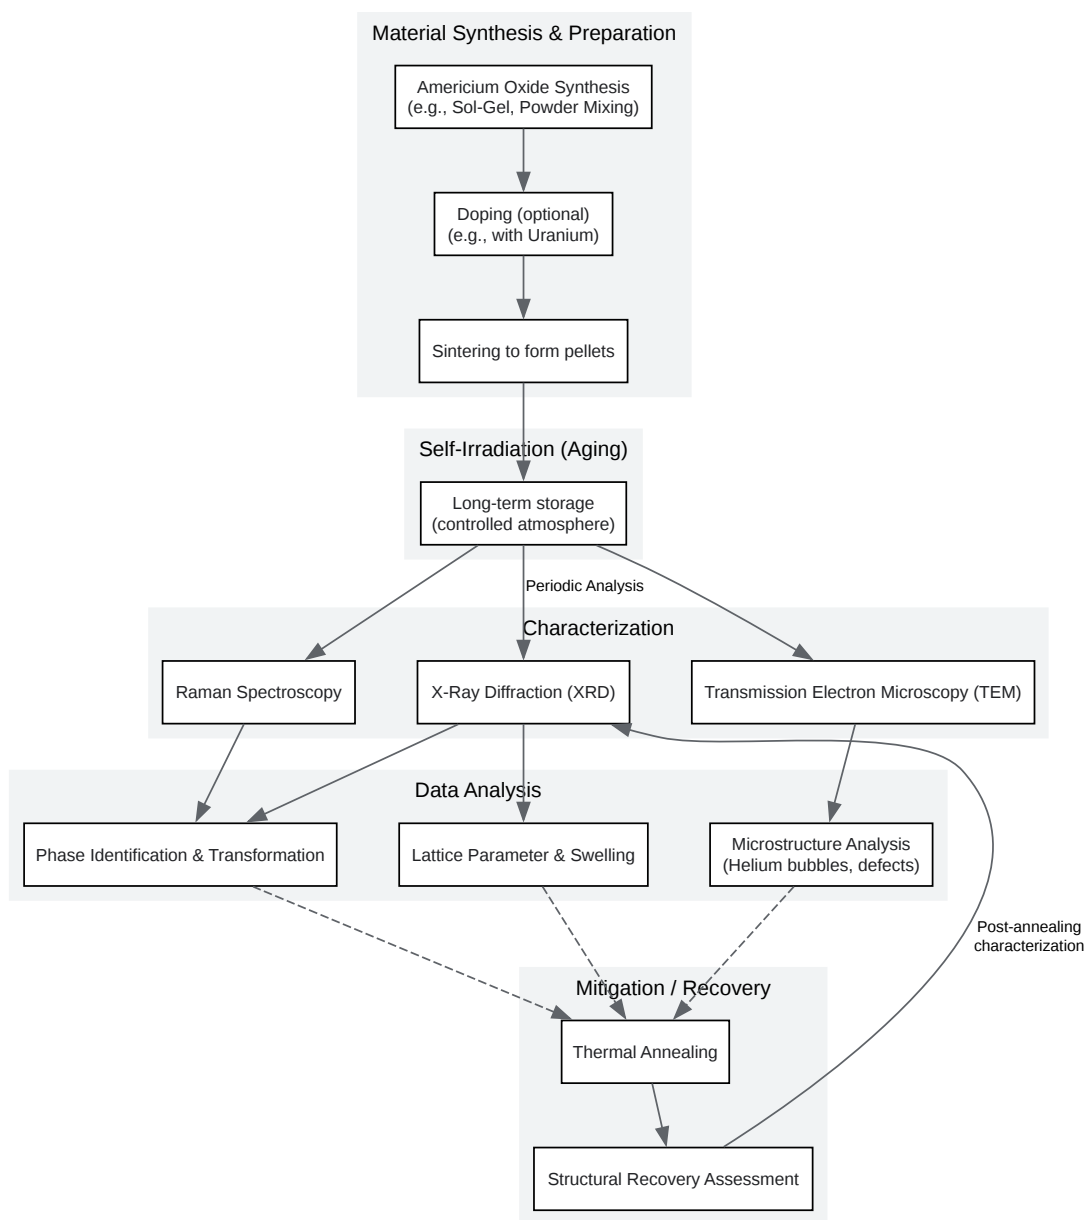 Material Synthesis & Preparation
Americium Oxide Synthesis
(e.g., Sol-Gel, Powder Mixing)
Doping (optional)
(e.g., with Uranium)
Sintering to form pellets
Self-Irradiation (Aging)
Long-term storage
(controlled atmosphere)
Periodic Analysis
Characterization
Raman Spectroscopy
X-Ray Diffraction (XRD)
Transmission Electron Microscopy (TEM)
Data Analysis
Phase Identification & Transformation
Lattice Parameter & Swelling
Microstructure Analysis
(Helium bubbles, defects)
Post-annealing
characterization
Mitigation / Recovery
Thermal Annealing
Structural Recovery Assessment